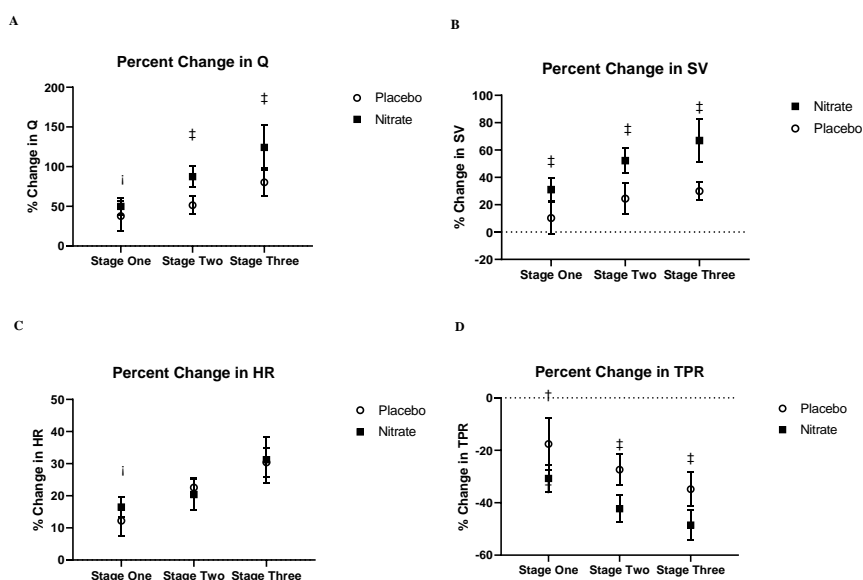 A
Percent Change in Q
200
150
100
50
0
% Change in Q
¡
‡
‡
Stage One Stage Two Stage Three
Placebo
Nitrate
B
Percent Change in SV
100
80
60
40
20
0
-20
% Change in SV
‡
‡
‡
Stage One Stage Two Stage Three
Nitrate
Placebo
C
Percent Change in HR
50
40
30
20
10
0
% Change in HR
¡
Stage One Stage Two Stage Three
Placebo
Nitrate
D
Percent Change in TPR
0
-20
-40
-60
% Change in TPR
†
‡
‡
Stage One Stage Two Stage Three
Placebo
Nitrate